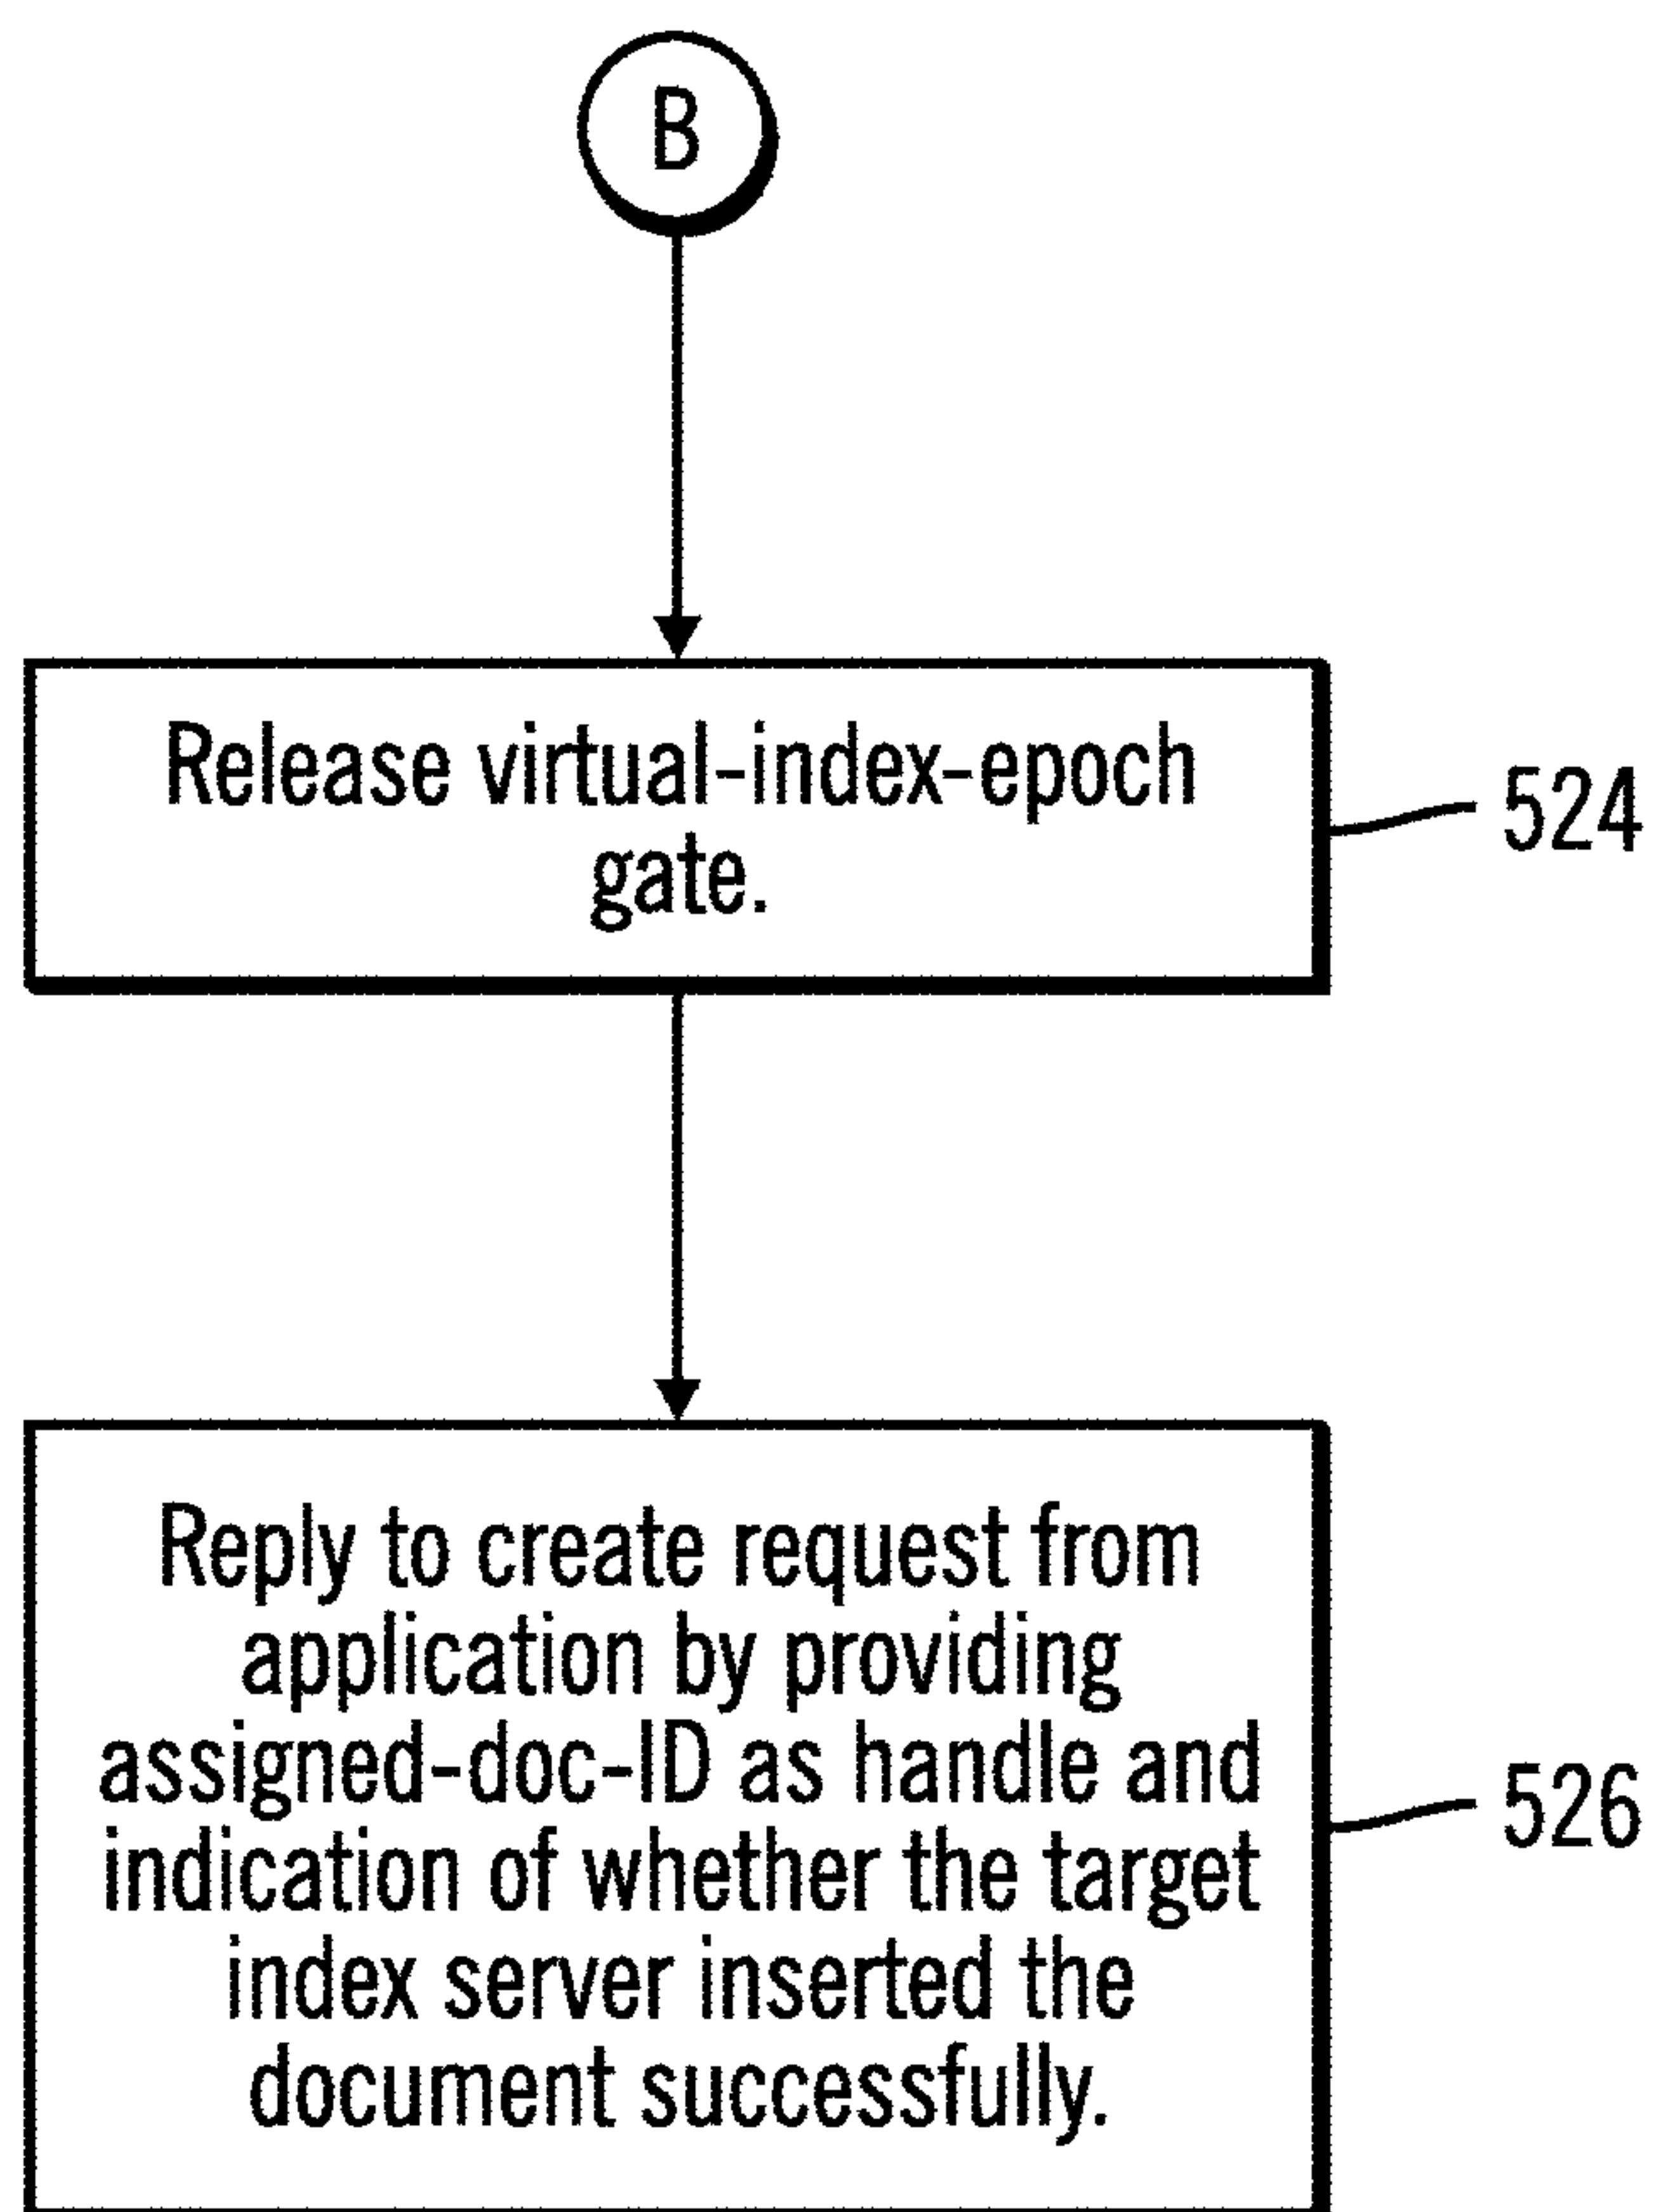 B
Release virtual-index-epoch
gate.
524
Reply to create request from
application by providing
assigned-doc-ID as handle and
indication of whether the target
index server inserted the
document successfully.
526